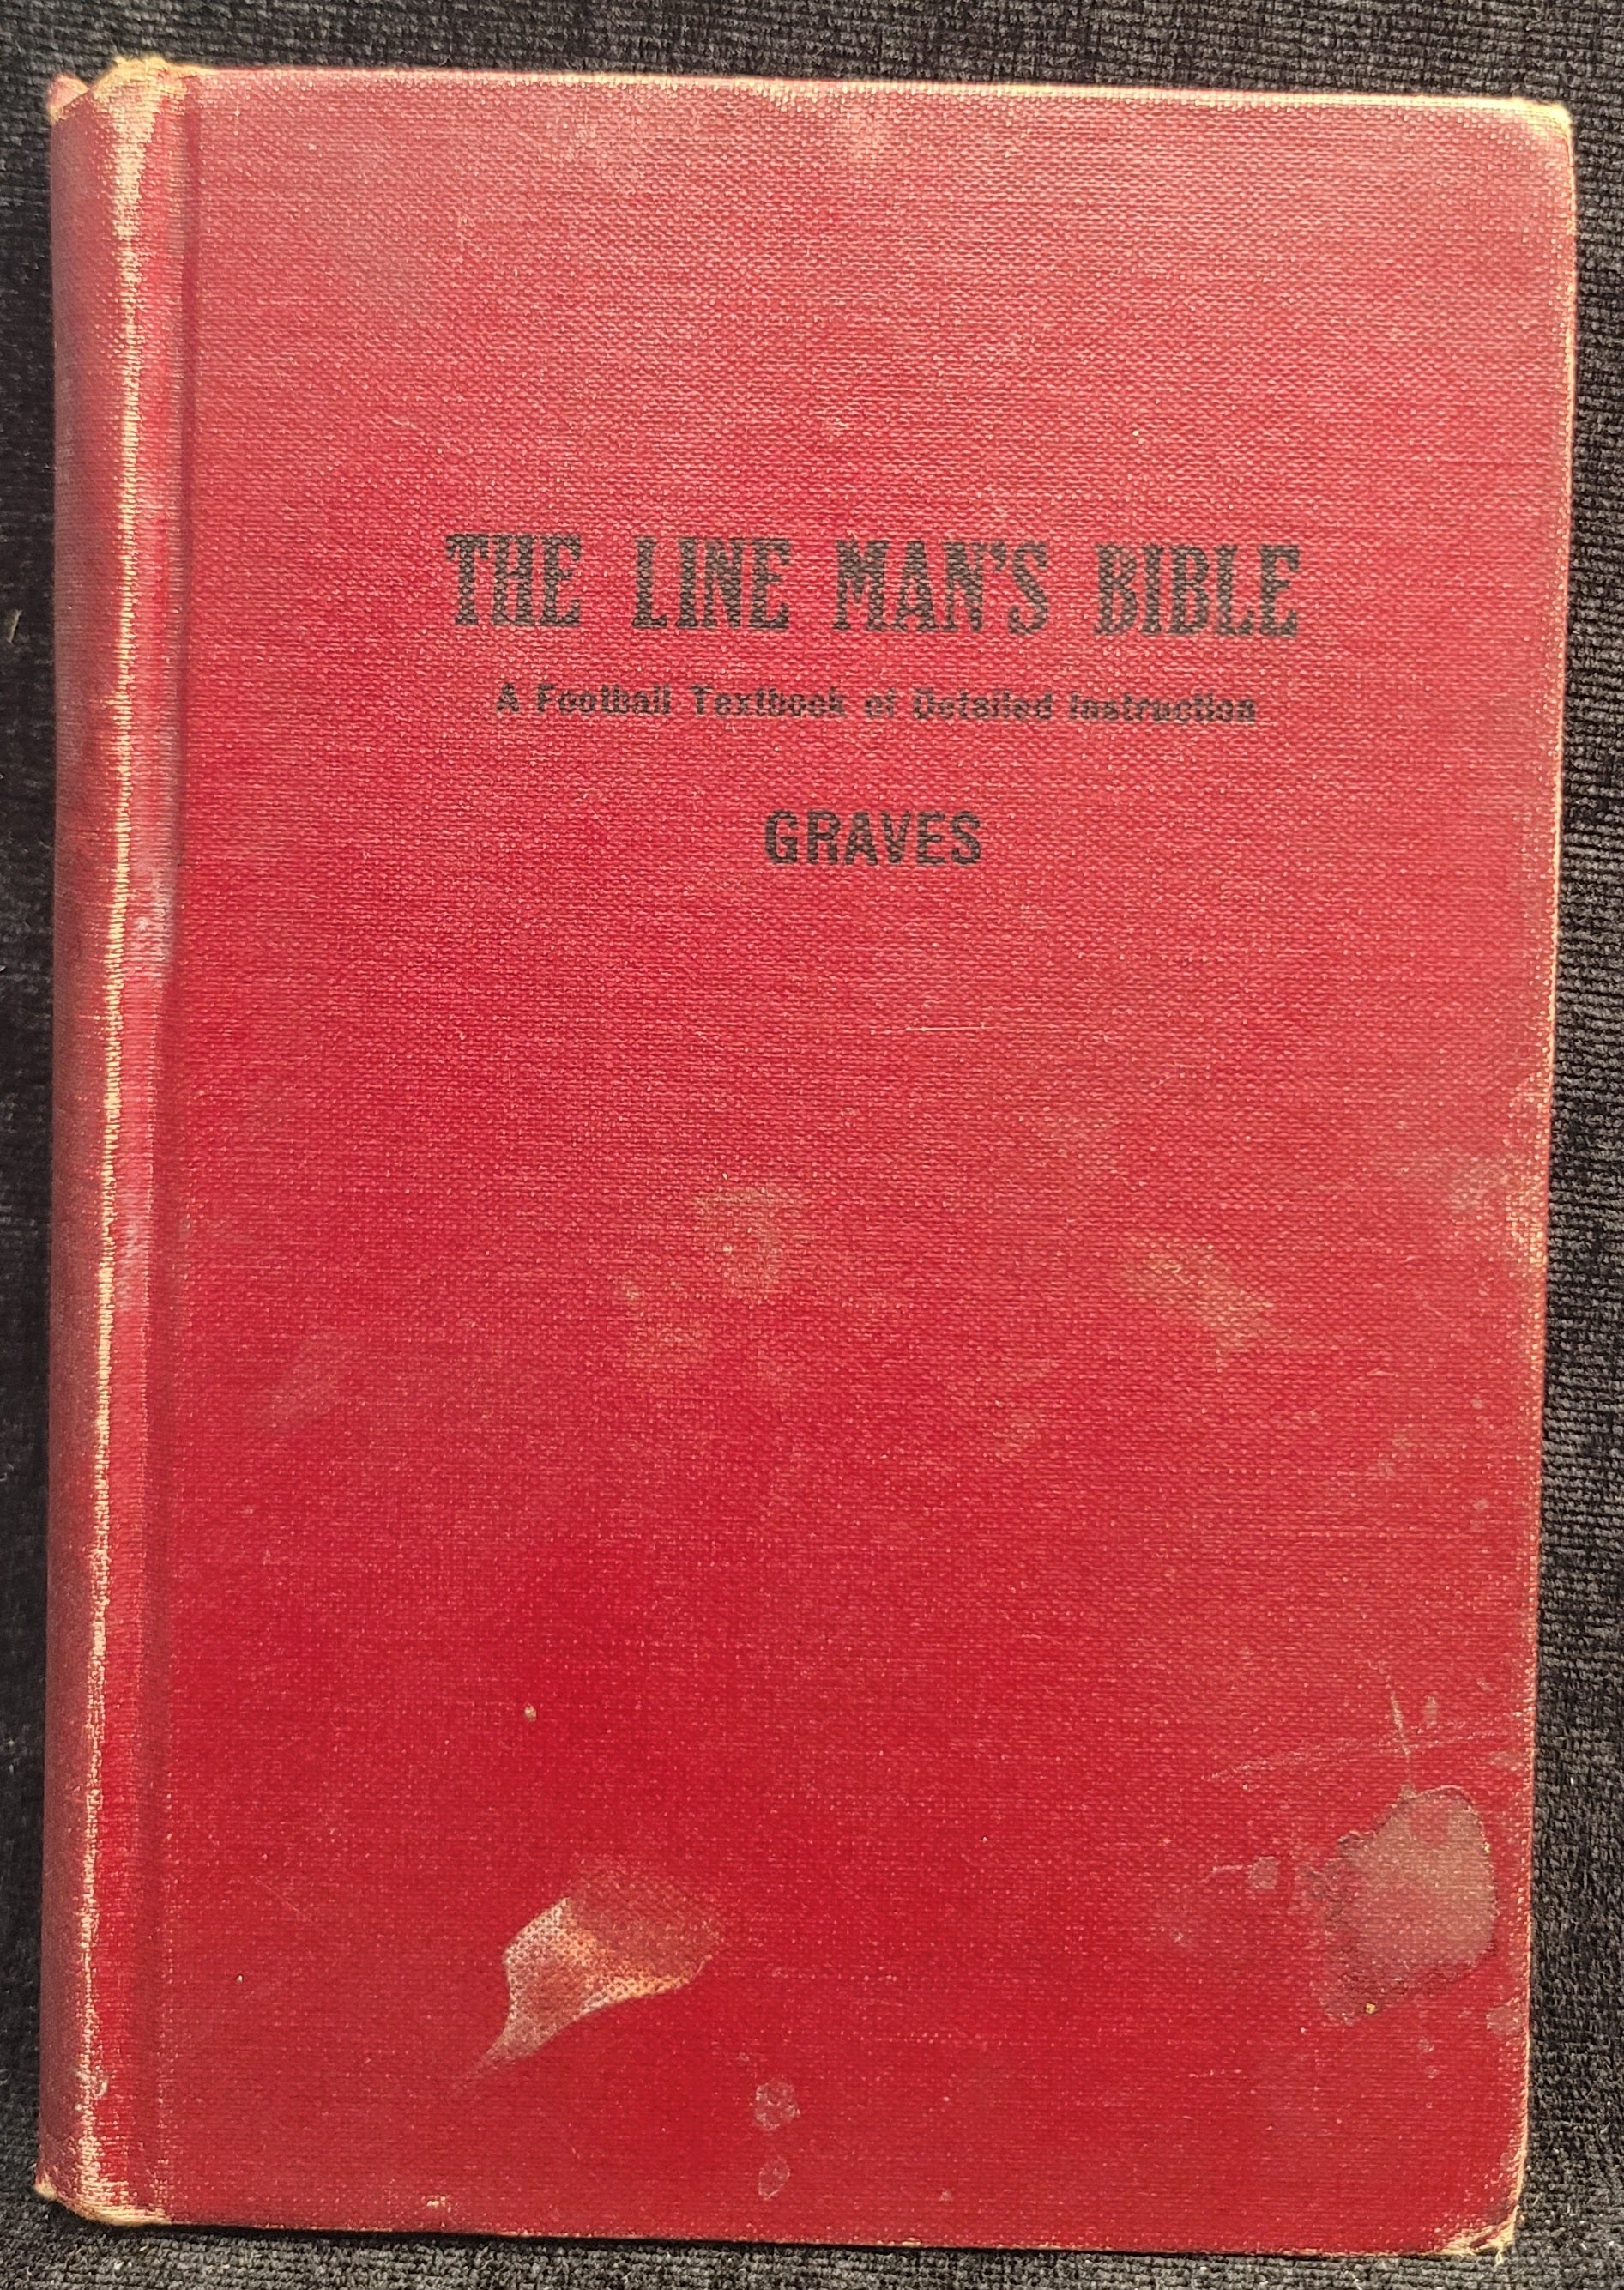 THE LINE MAN'S BIBLE
A Football Textbook of Detailed Instruction
GRAVES